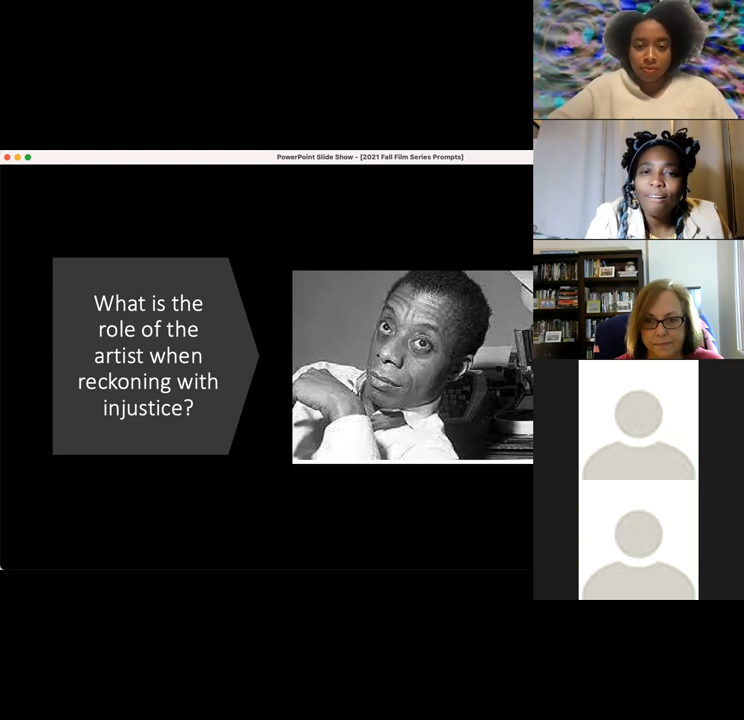 PowerPoint Slide Show - [2021 Fall Film Series Prompts]
What is the
role of the
artist when
reckoning with
injustice?